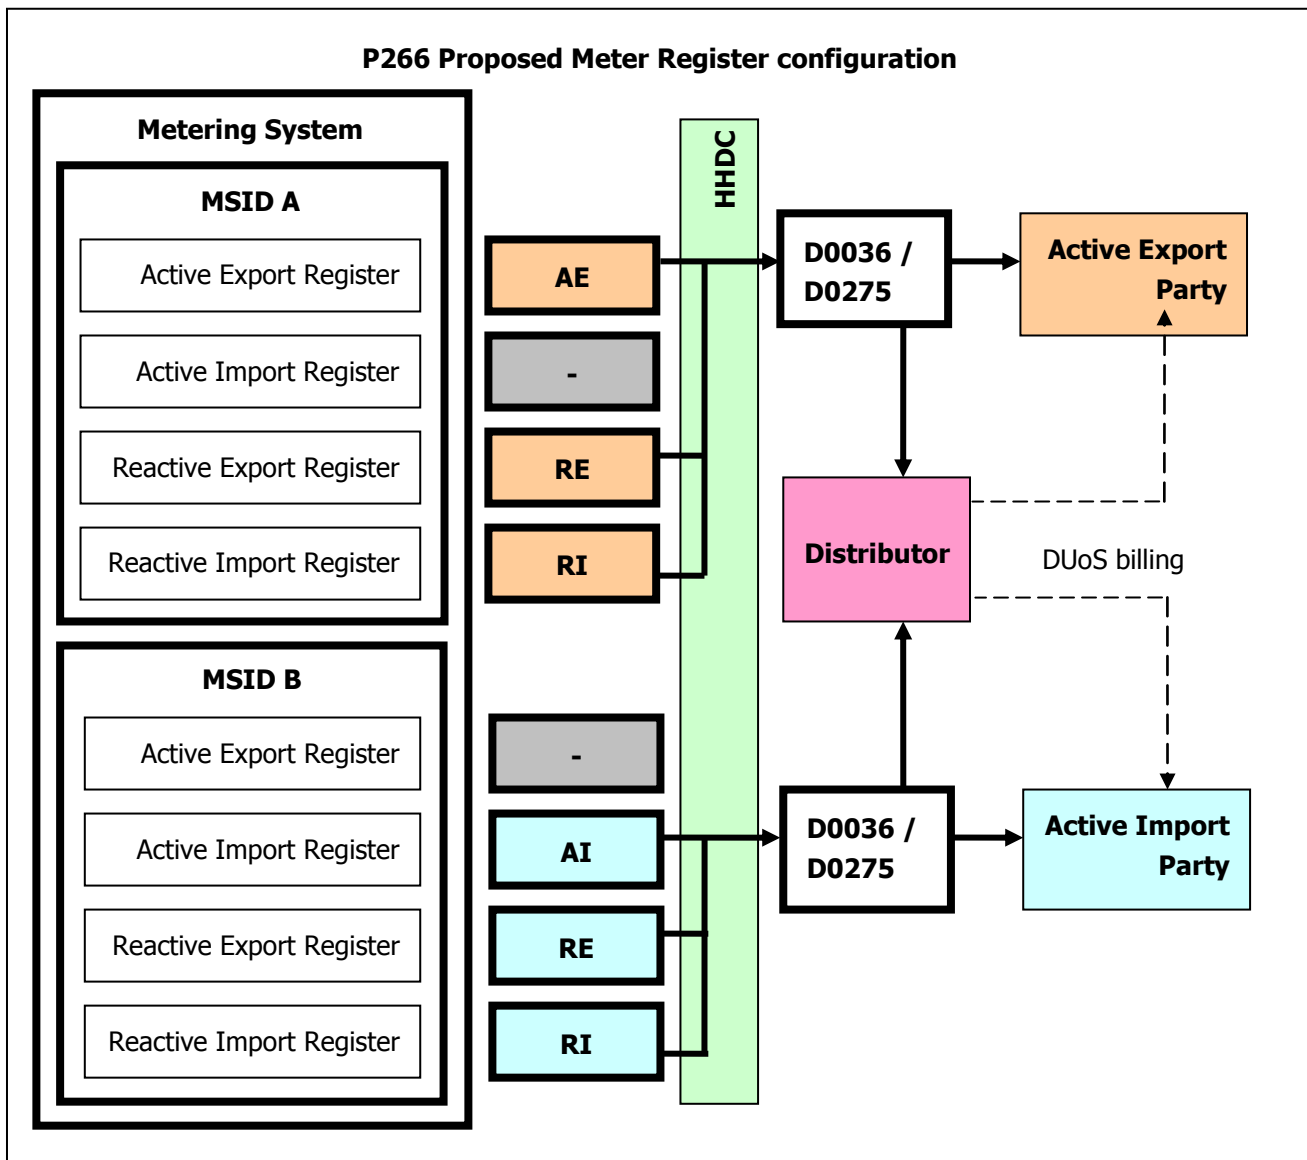 P266 Proposed Meter Register configuration
Metering System
MSID A
Active Export Register
Active Import Register
Reactive Export Register
Reactive Import Register
AE
-
RE
RI
HHDC
D0036 /
D0275
Active Export
Party
Distributor
DUoS billing
MSID B
Active Export Register
Active Import Register
Reactive Export Register
Reactive Import Register
-
AI
RE
RI
D0036 /
D0275
Active Import
Party